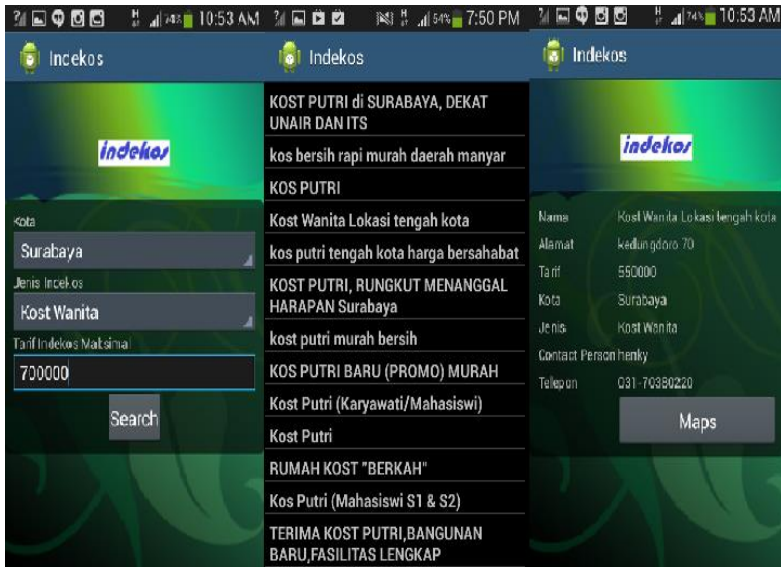 74% 10:53 AM
Indekos
indekos
Kota
Surabaya
Jenis Indekos
Kost Wanita
Tarif Indekos Maksimal
700000
Search
54% 7:50 PM
Indekos
KOST PUTRI di SURABAYA, DEKAT
UNAIR DAN ITS
kos bersih rapi murah daerah manyar
KOS PUTRI
Kost Wanita Lokasi tengah kota
kos putri tengah kota harga bersahabat
KOST PUTRI, RUNGKUT MENANGGAL
HARAPAN Surabaya
kost putri murah bersih
KOS PUTRI BARU (PROMO) MURAH
Kost Putri (Karyawati/Mahasiswi)
Kost Putri
RUMAH KOST "BERKAH"
Kos Putri (Mahasiswi S1 & S2)
TERIMA KOST PUTRI,BANGUNAN
BARU,FASILITAS LENGKAP
74% 10:53 AM
Indekos
indekos
Nama Kost Wanita Lokasi tengah kota
Alamat kedungdoro 70
Tarif 550000
Kota Surabaya
Jenis Kost Wanita
Contact Person henky
Telepon 031-70380220
Maps